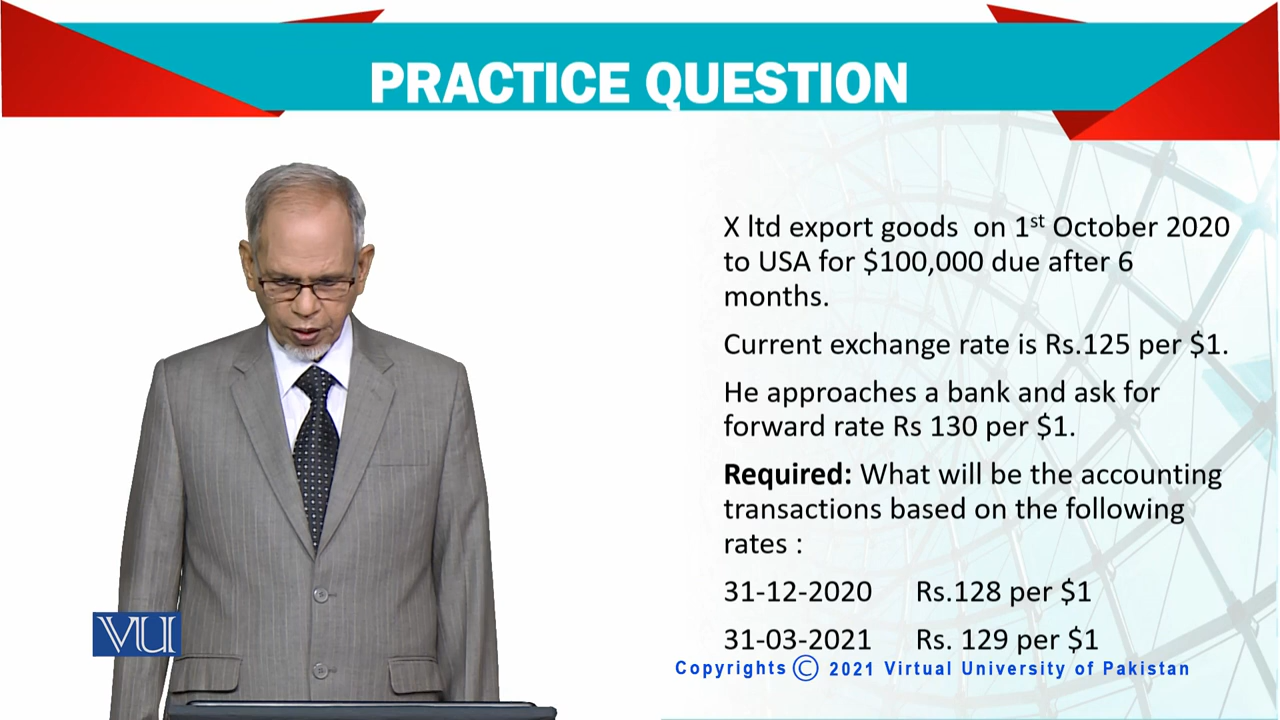 PRACTICE QUESTION
X ltd export goods on 1st October 2020
to USA for $100,000 due after 6
months.
Current exchange rate is Rs.125 per $1.
He approaches a bank and ask for
forward rate Rs 130 per $1.
Required: What will be the accounting
transactions based on the following
rates :
31-12-2020 Rs.128 per $1
31-03-2021 Rs. 129 per $1
VU
Copyrights © 2021 Virtual University of Pakistan